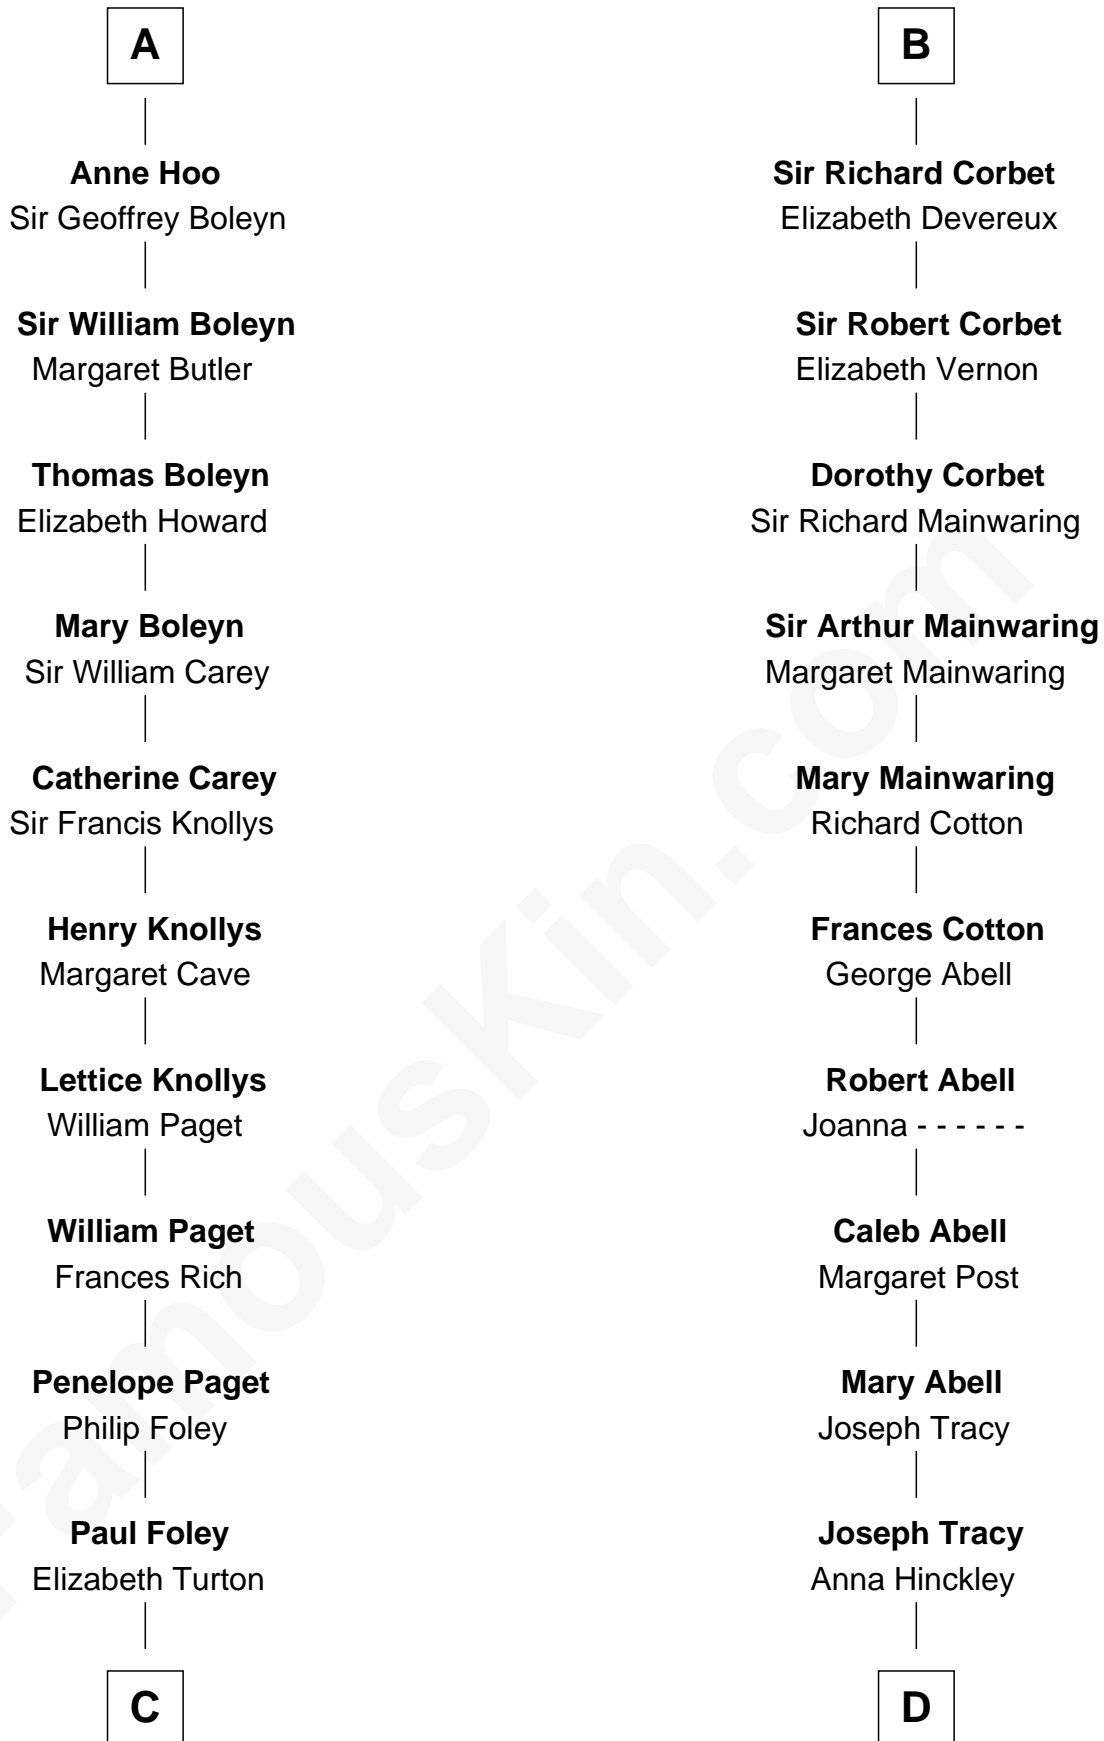 A
Anne Hoo
Sir Geoffrey Boleyn
Sir William Boleyn
Margaret Butler
Thomas Boleyn
Elizabeth Howard
Mary Boleyn
Sir William Carey
Catherine Carey
Sir Francis Knollys
Henry Knollys
Margaret Cave
Lettice Knollys
William Paget
William Paget
Frances Rich
Penelope Paget
Philip Foley
Paul Foley
Elizabeth Turton
C
B
Sir Richard Corbet
Elizabeth Devereux
Sir Robert Corbet
Elizabeth Vernon
Dorothy Corbet
Sir Richard Mainwaring
Sir Arthur Mainwaring
Margaret Mainwaring
Mary Mainwaring
Richard Cotton
Frances Cotton
George Abell
Robert Abell
Joanna - - - - - -
Caleb Abell
Margaret Post
Mary Abell
Joseph Tracy
Joseph Tracy
Anna Hinckley
D
FamousKin.com